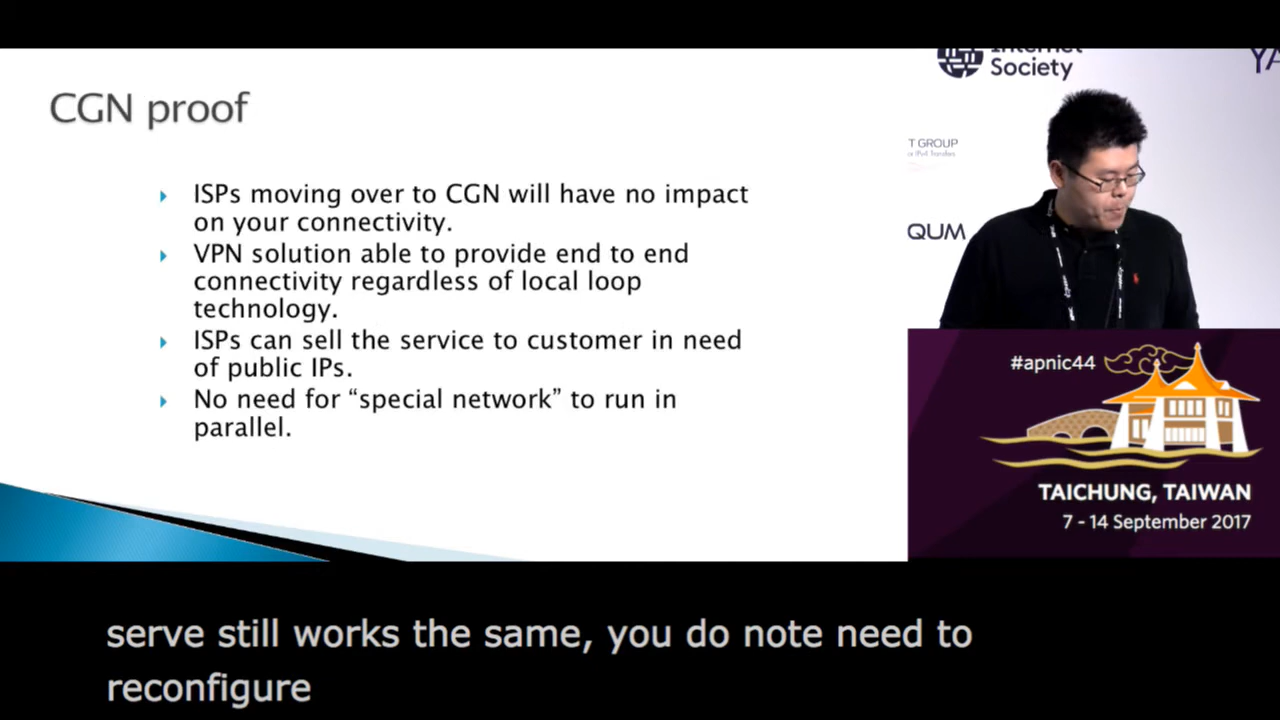 CGN proof
ISPs moving over to CGN will have no impact
on your connectivity.
VPN solution able to provide end to end
connectivity regardless of local loop
technology.
ISPs can sell the service to customer in need
of public IPs.
No need for “special network” to run in
parallel.
Internet
Society
YA
T GROUP
QUM
#apnic44
TAICHUNG, TAIWAN
7 - 14 September 2017
serve still works the same, you do note need to
reconfigure